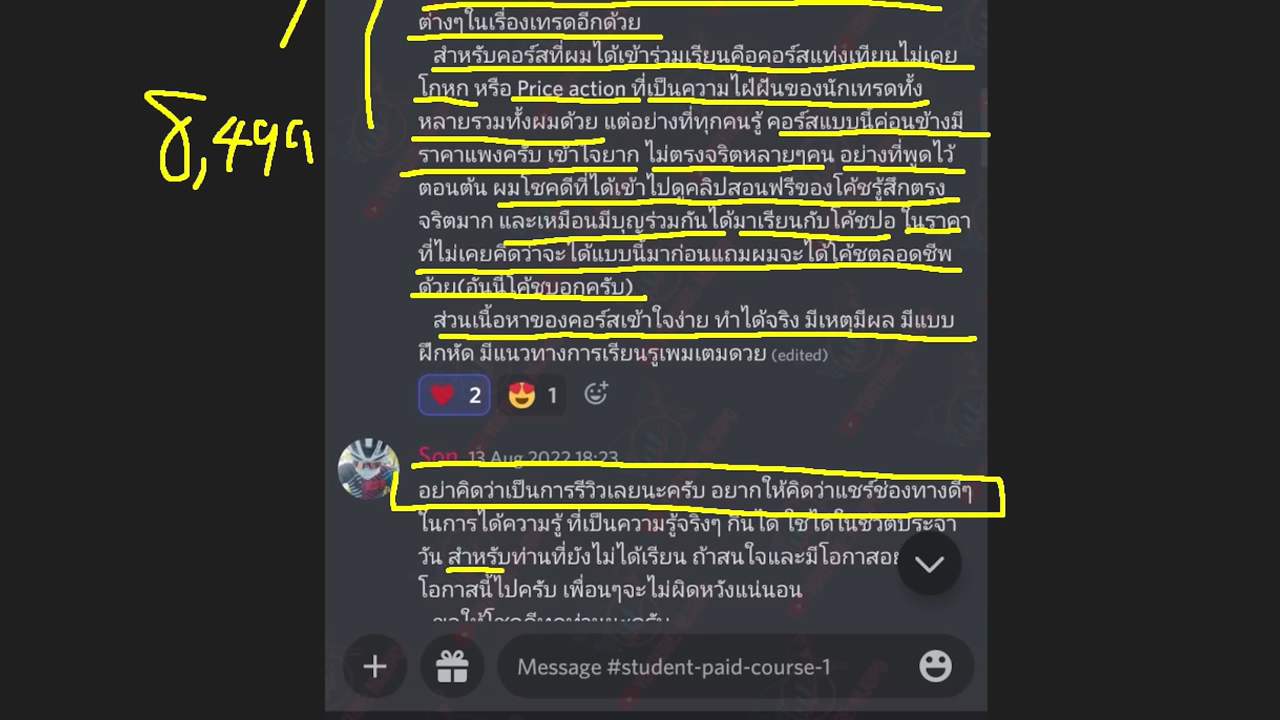 ต่างๆในเรื่องเทรดอีกด้วย
สำหรับคอร์สที่ผมได้เข้าร่วมเรียนคือคอร์สแท่งเทียนไม่เคย
โกหก หรือ Price action ที่เป็นความใฝ่ฝันของนักเทรดทั้ง
หลายรวมทั้งผมด้วย แต่อย่างที่ทุกคนรู้ คอร์สแบบนี้ค่อนข้างมี
ราคาแพงครับ เข้าใจยาก ไม่ตรงจริตหลายๆคน อย่างที่พูดไว้
ตอนต้น ผมโชคดีที่ได้เข้าไปดูคลิปสอนฟรีของโค้ชรู้สึกตรง
จริตมาก และเหมือนมีบุญร่วมกันได้มาเรียนกับโค้ชปอ ในราคา
ที่ไม่เคยคิดว่าจะได้แบบนี้มาก่อนแถมผมจะได้โค้ชตลอดชีพ
ด้วย(อันนี้โค้ชบอกครับ)
ส่วนเนื้อหาของคอร์สเข้าใจง่าย ทำได้จริง มีเหตุมีผล มีแบบ
ฝึกหัด มีแนวทางการเรียนรู้เพิ่มเติมด้วย (edited)
2 1
Son 13 Aug 2022 18:23
อย่าคิดว่าเป็นการรีวิวเลยนะครับ อยากให้คิดว่าแชร์ช่องทางดีๆ
ในการได้ความรู้ ที่เป็นความรู้จริงๆ กินได้ ใช้ได้ในชีวิตประจำ
วัน สำหรับท่านที่ยังไม่ได้เรียน ถ้าสนใจและมีโอกาส
โอกาสนี้ไปครับ เพื่อนๆจะไม่ผิดหวังแน่นอน
Message #student-paid-course-1